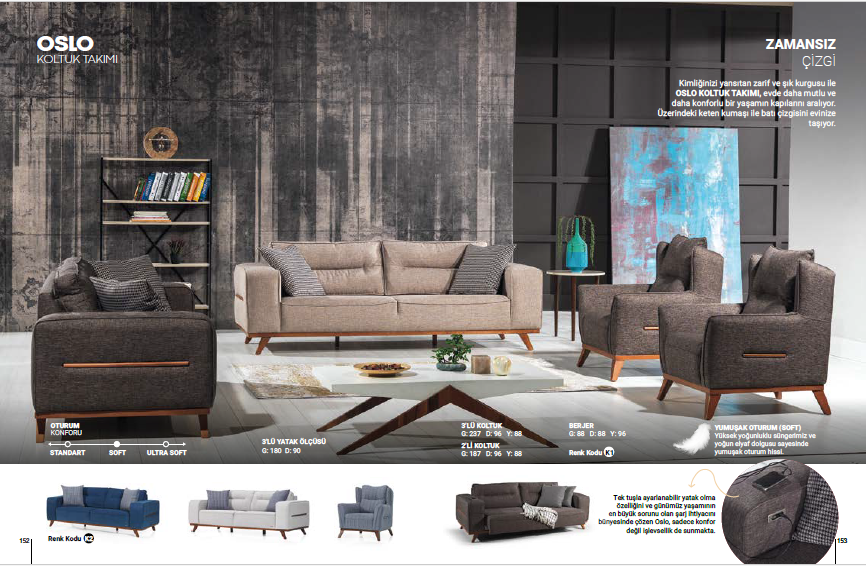 OSLO
KOLTUK TAKIMI
ZAMANSIZ
ÇİZGİ
Kimliğinizi yansıtan zarif ve şık kurgusu ile
OSLO KOLTUK TAKIMI, evde daha mutlu ve
daha konforlu bir yaşamın kapılarını aralıyor.
Üzerindeki keten kumaşı ile batı çizgisini evinize
taşıyor.
OTURUM
KONFORU
STANDART SOFT ULTRA SOFT
3'LÜ YATAK ÖLÇÜSÜ
G: 180 D: 90
3'LÜ KOLTUK
G: 237 D: 96 Y: 88
2'Lİ KOLTUK
G: 187 D: 96 Y: 88
BERJER
G: 88 D: 88 Y: 96
Renk Kodu K1
YUMUŞAK OTURUM (SOFT)
Yüksek yoğunluklu süngerimiz ve
yoğun elyaf dolgusu sayesinde
yumuşak oturum hissi.
Tek tuşla ayarlanabilir yatak olma
özelliğini ve günümüz yaşamının
en büyük sorunu olan şarj ihtiyacını
bünyesinde çözen Oslo, sadece konfor
değil işlevsellik de sunmakta.
152
Renk Kodu K2
153